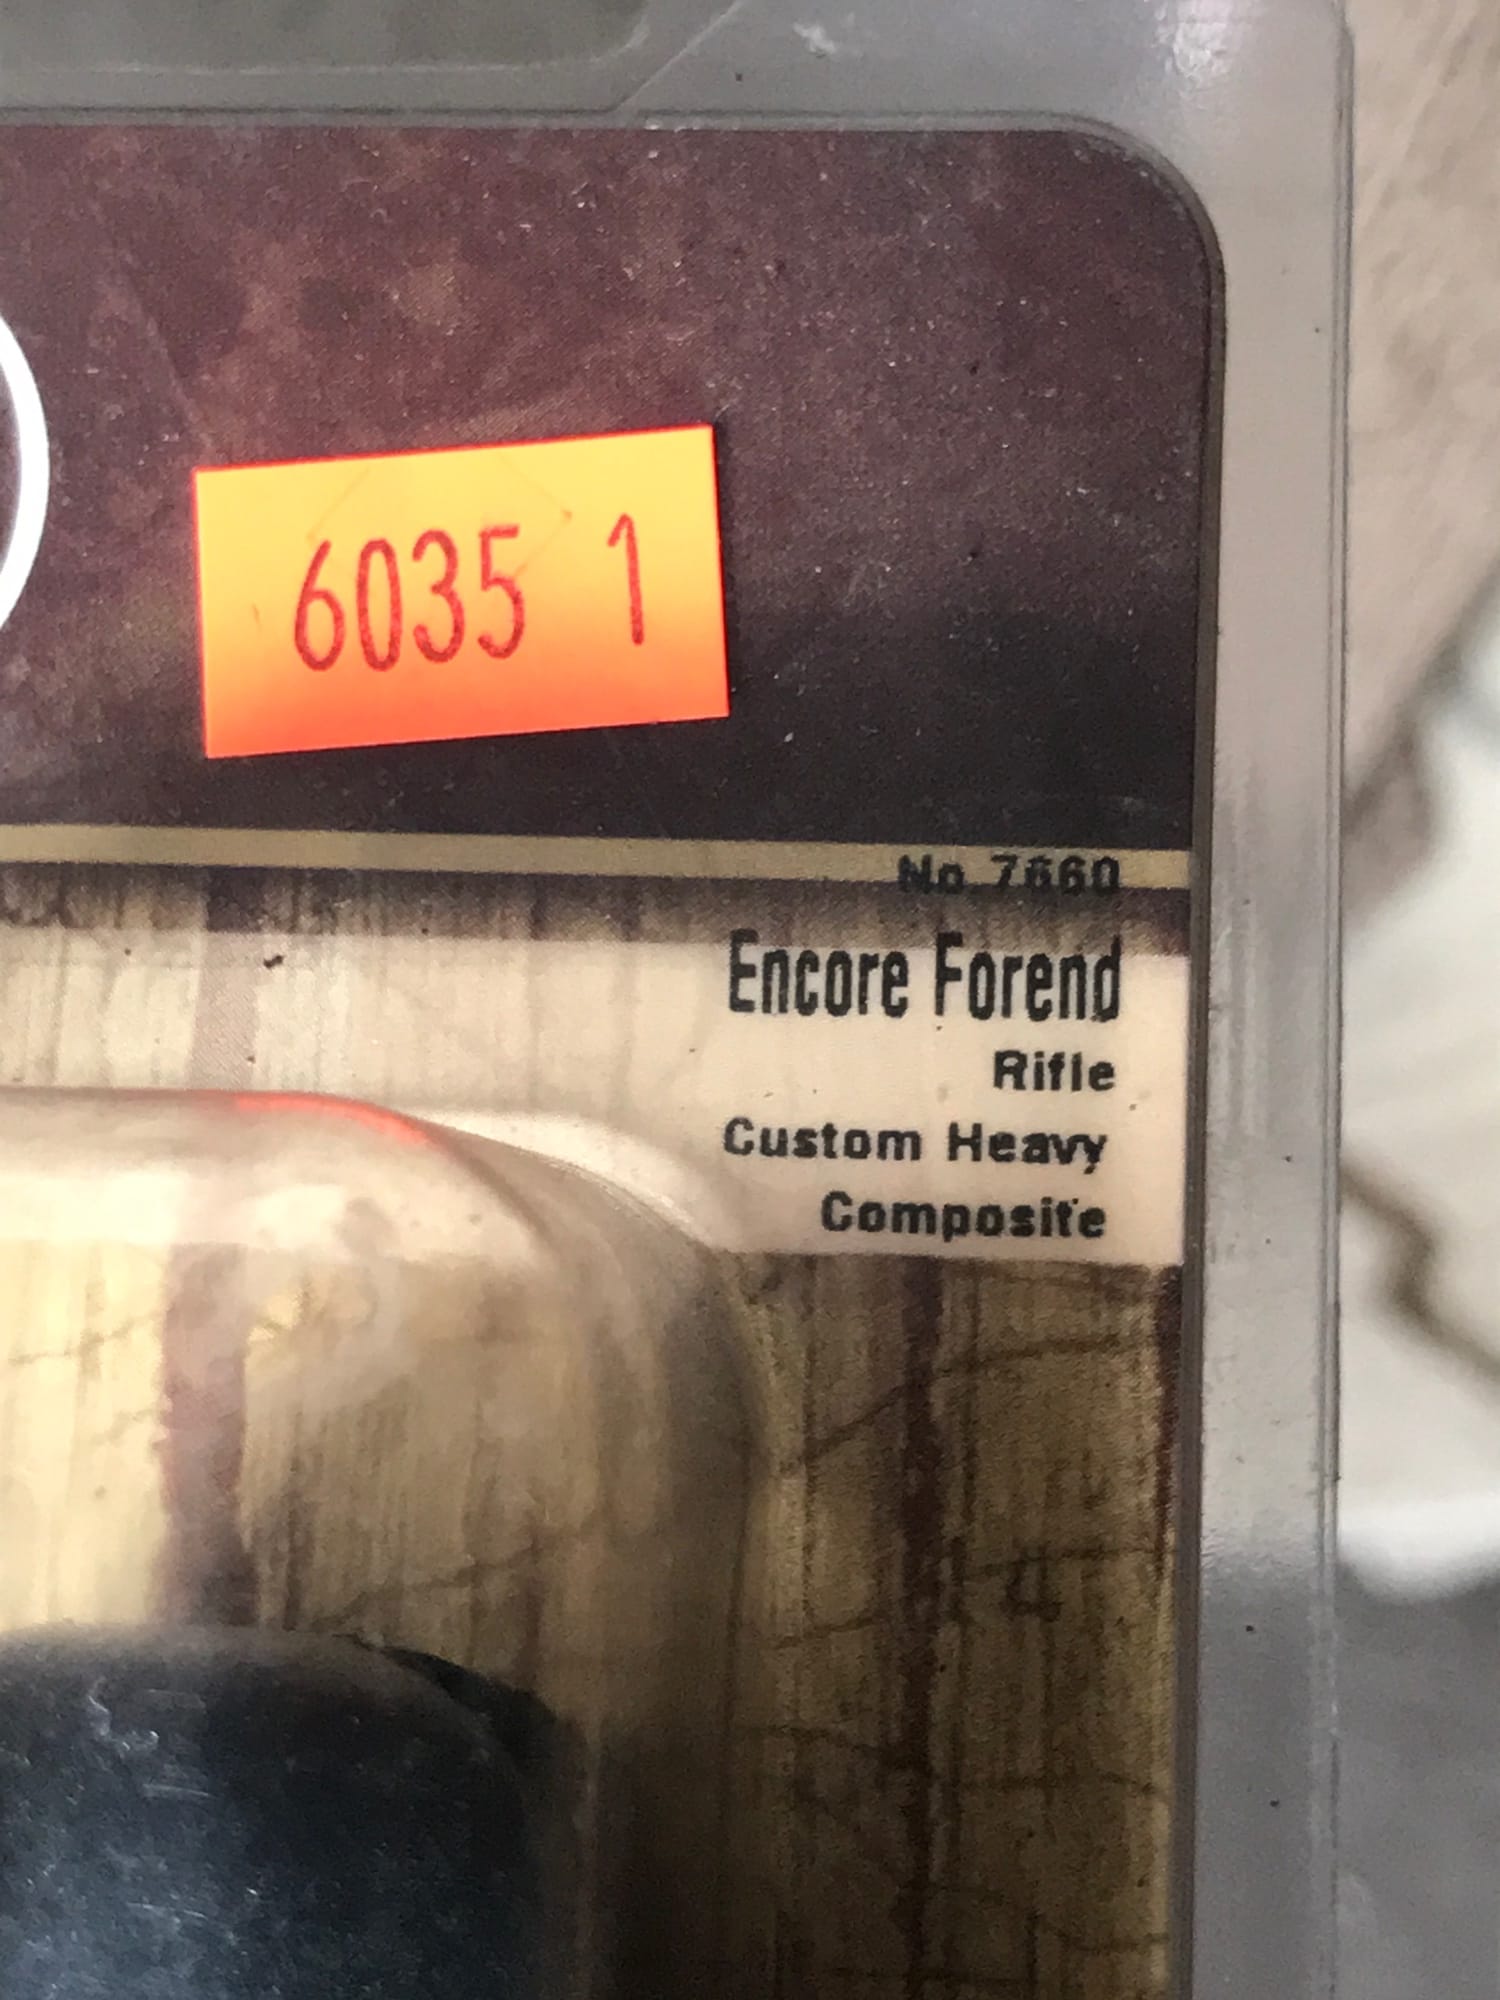 6035 1
No. 7660
Encore Forend
Rifle
Custom Heavy
Composite